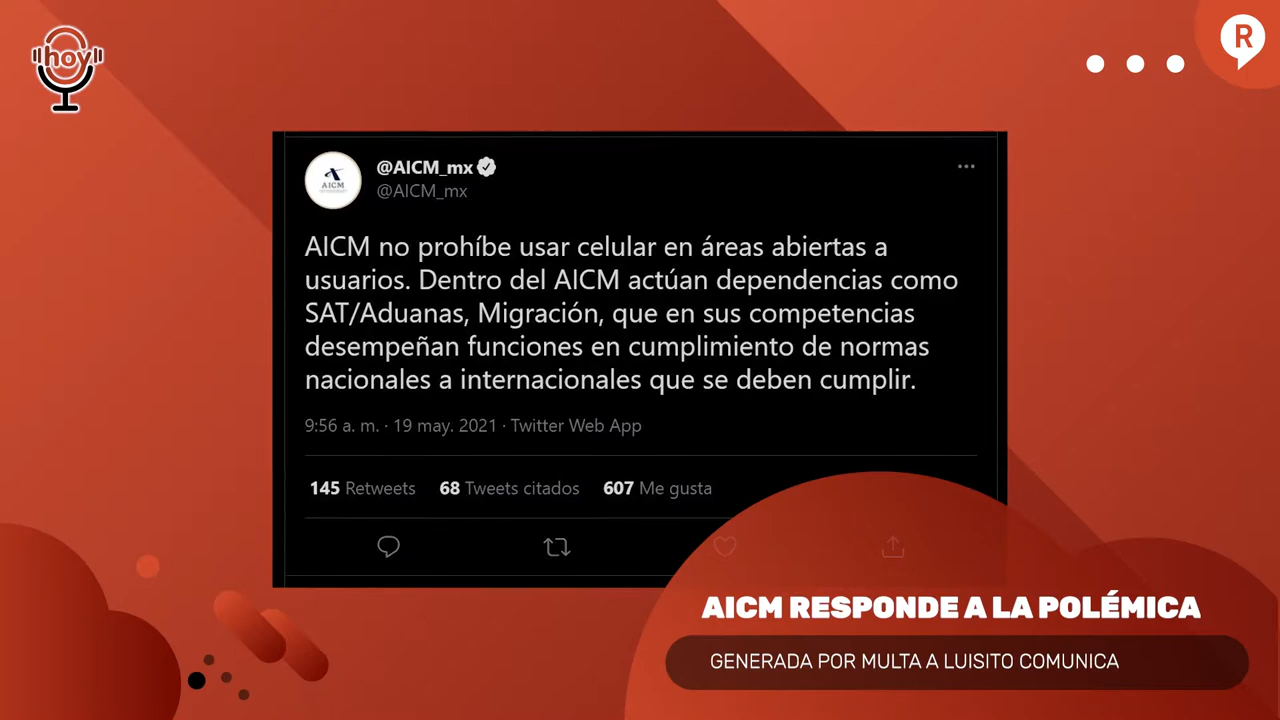 hoy
R
@AICM_mx
@AICM_mx
AICM
AICM no prohíbe usar celular en áreas abiertas a
usuarios. Dentro del AICM actúan dependencias como
SAT/Aduanas, Migración, que en sus competencias
desempeñan funciones en cumplimiento de normas
nacionales a internacionales que se deben cumplir.
9:56 a. m. · 19 may. 2021 · Twitter Web App
145 Retweets 68 Tweets citados 607 Me gusta
AICM RESPONDE A LA POLÉMICA
GENERADA POR MULTA A LUISITO COMUNICA